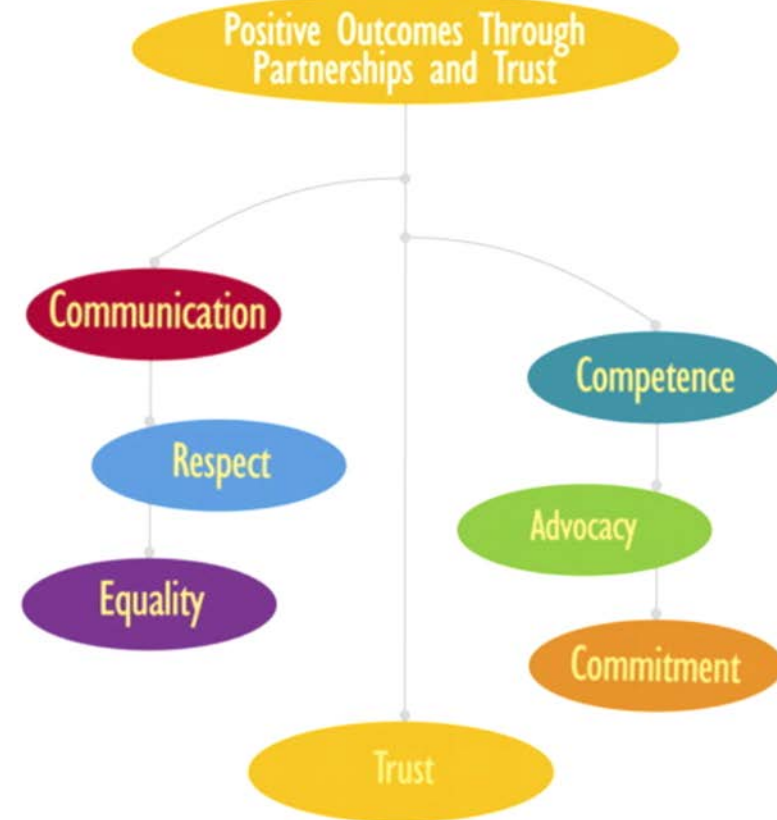 Positive Outcomes Through
Partnerships and Trust
Communication
Respect
Equality
Competence
Advocacy
Commitment
Trust